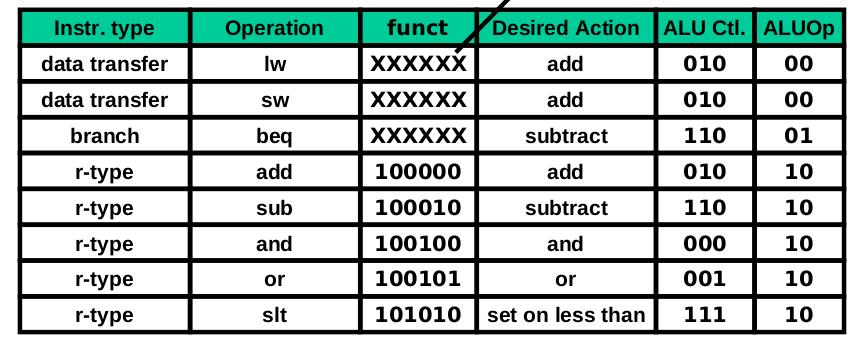 Instr. type Operation funct Desired Action ALU Ctl. ALUOp
data transfer lw XXXXXX add 010 00
data transfer sw XXXXXX add 010 00
branch beq XXXXXX subtract 110 01
r-type add 100000 add 010 10
r-type sub 100010 subtract 110 10
r-type and 100100 and 000 10
r-type or 100101 or 001 10
r-type slt 101010 set on less than 111 10